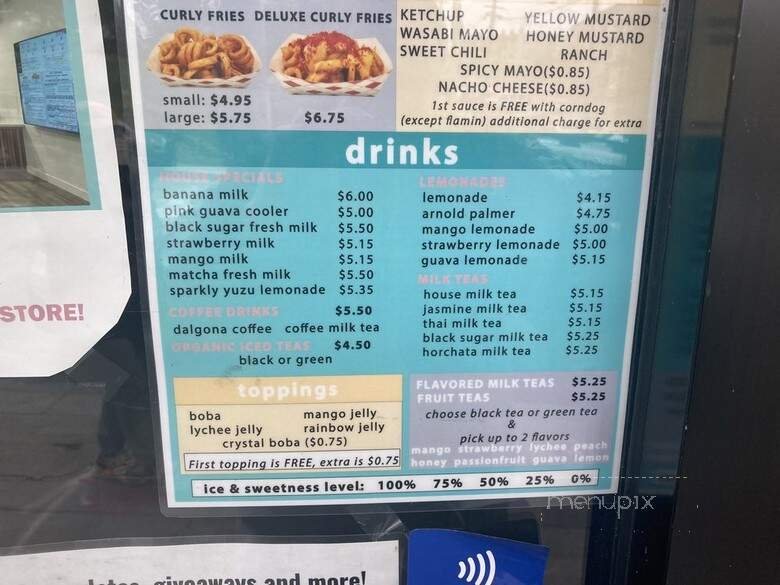 CURLY FRIES DELUXE CURLY FRIES
small: $4.95
large: $5.75
$6.75
KETCHUP
WASABI MAYO
SWEET CHILI
YELLOW MUSTARD
HONEY MUSTARD
RANCH
SPICY MAYO($0.85)
NACHO CHEESE($0.85)
1st sauce is FREE with corndog
(except flamin) additional charge for extra
drinks
HOUSE SPECIALS
banana milk $6.00
pink guava cooler $5.00
black sugar fresh milk $5.50
strawberry milk $5.15
mango milk $5.15
matcha fresh milk $5.50
sparkly yuzu lemonade $5.35
COFFEE DRINKS $5.50
dalgona coffee coffee milk tea
ORGANIC ICED TEAS $4.50
black or green
LEMONADES
lemonade $4.15
arnold palmer $4.75
mango lemonade $5.00
strawberry lemonade $5.00
guava lemonade $5.15
MILK TEAS
house milk tea $5.15
jasmine milk tea $5.15
thai milk tea $5.15
black sugar milk tea $5.25
horchata milk tea $5.25
toppings
boba mango jelly
lychee jelly rainbow jelly
crystal boba ($0.75)
First topping is FREE, extra is $0.75
FLAVORED MILK TEAS $5.25
FRUIT TEAS $5.25
choose black tea or green tea
&
pick up to 2 flavors
mango strawberry lychee peach
honey passionfruit guava lemon
ice & sweetness level: 100% 75% 50% 25% 0%
STORE!
giveaways and more!
menupix